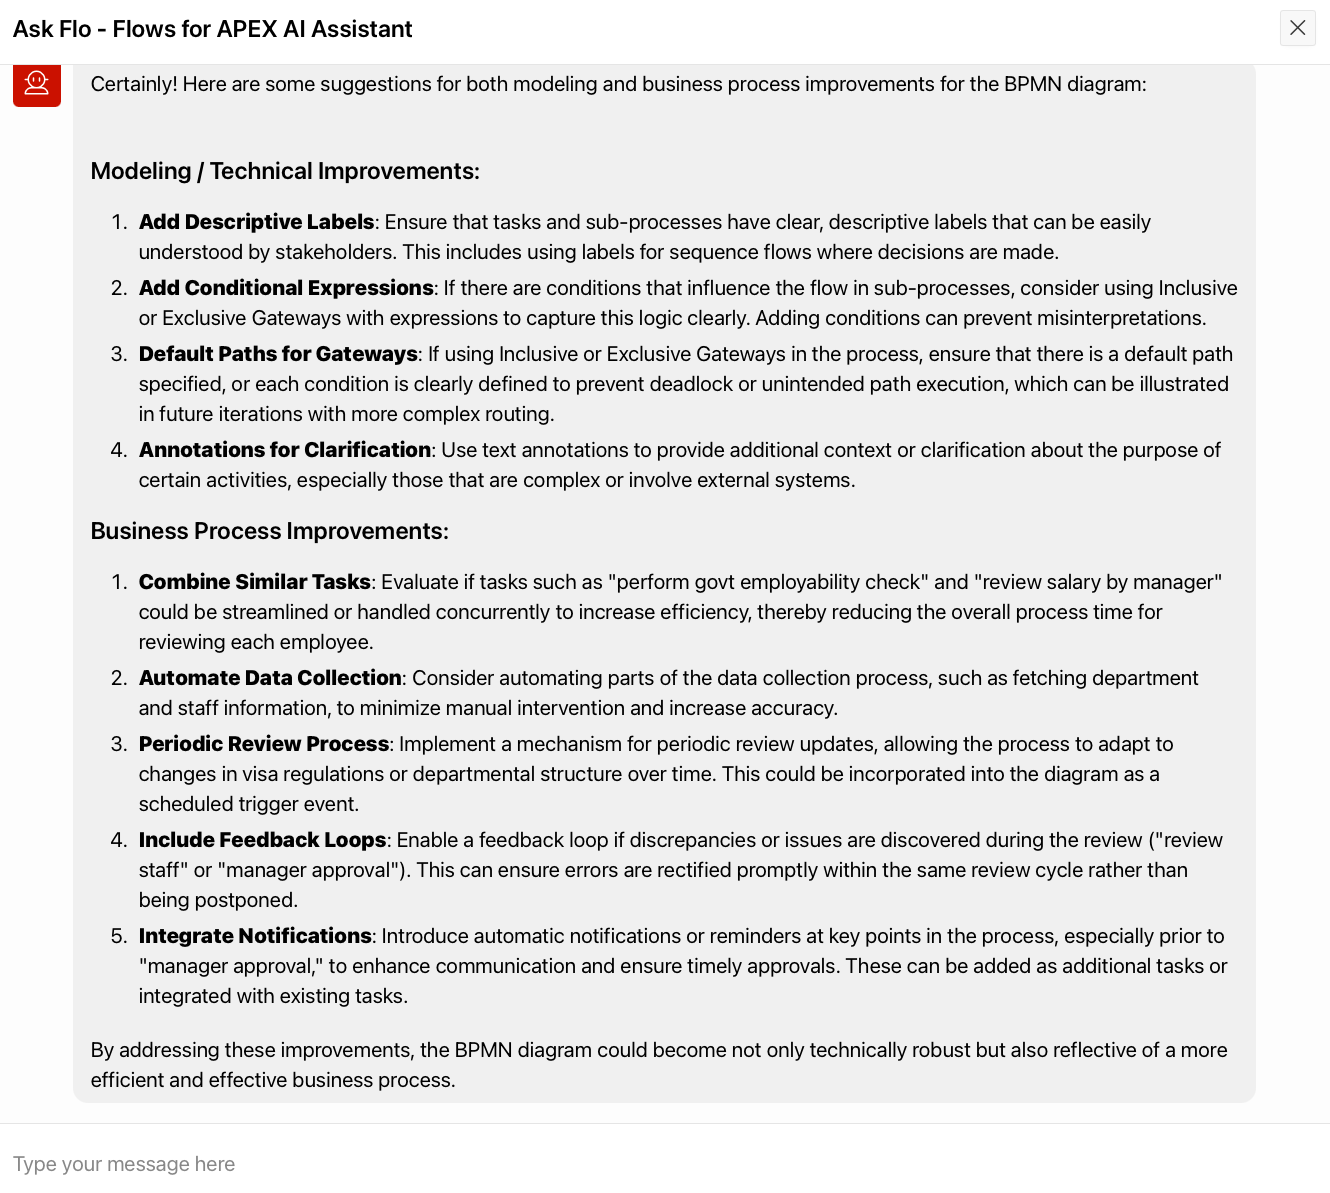 Ask Flo - Flows for APEX AI Assistant
Certainly! Here are some suggestions for both modeling and business process improvements for the BPMN diagram:
Modeling / Technical Improvements:
1. Add Descriptive Labels: Ensure that tasks and sub-processes have clear, descriptive labels that can be easily
understood by stakeholders. This includes using labels for sequence flows where decisions are made.
2. Add Conditional Expressions: If there are conditions that influence the flow in sub-processes, consider using Inclusive
or Exclusive Gateways with expressions to capture this logic clearly. Adding conditions can prevent misinterpretations.
3. Default Paths for Gateways: If using Inclusive or Exclusive Gateways in the process, ensure that there is a default path
specified, or each condition is clearly defined to prevent deadlock or unintended path execution, which can be illustrated
in future iterations with more complex routing.
4. Annotations for Clarification: Use text annotations to provide additional context or clarification about the purpose of
certain activities, especially those that are complex or involve external systems.
Business Process Improvements:
1. Combine Similar Tasks: Evaluate if tasks such as "perform govt employability check" and "review salary by manager"
could be streamlined or handled concurrently to increase efficiency, thereby reducing the overall process time for
reviewing each employee.
2. Automate Data Collection: Consider automating parts of the data collection process, such as fetching department
and staff information, to minimize manual intervention and increase accuracy.
3. Periodic Review Process: Implement a mechanism for periodic review updates, allowing the process to adapt to
changes in visa regulations or departmental structure over time. This could be incorporated into the diagram as a
scheduled trigger event.
4. Include Feedback Loops: Enable a feedback loop if discrepancies or issues are discovered during the review ("review
staff" or "manager approval"). This can ensure errors are rectified promptly within the same review cycle rather than
being postponed.
5. Integrate Notifications: Introduce automatic notifications or reminders at key points in the process, especially prior to
"manager approval," to enhance communication and ensure timely approvals. These can be added as additional tasks or
integrated with existing tasks.
By addressing these improvements, the BPMN diagram could become not only technically robust but also reflective of a more
efficient and effective business process.
Type your message here